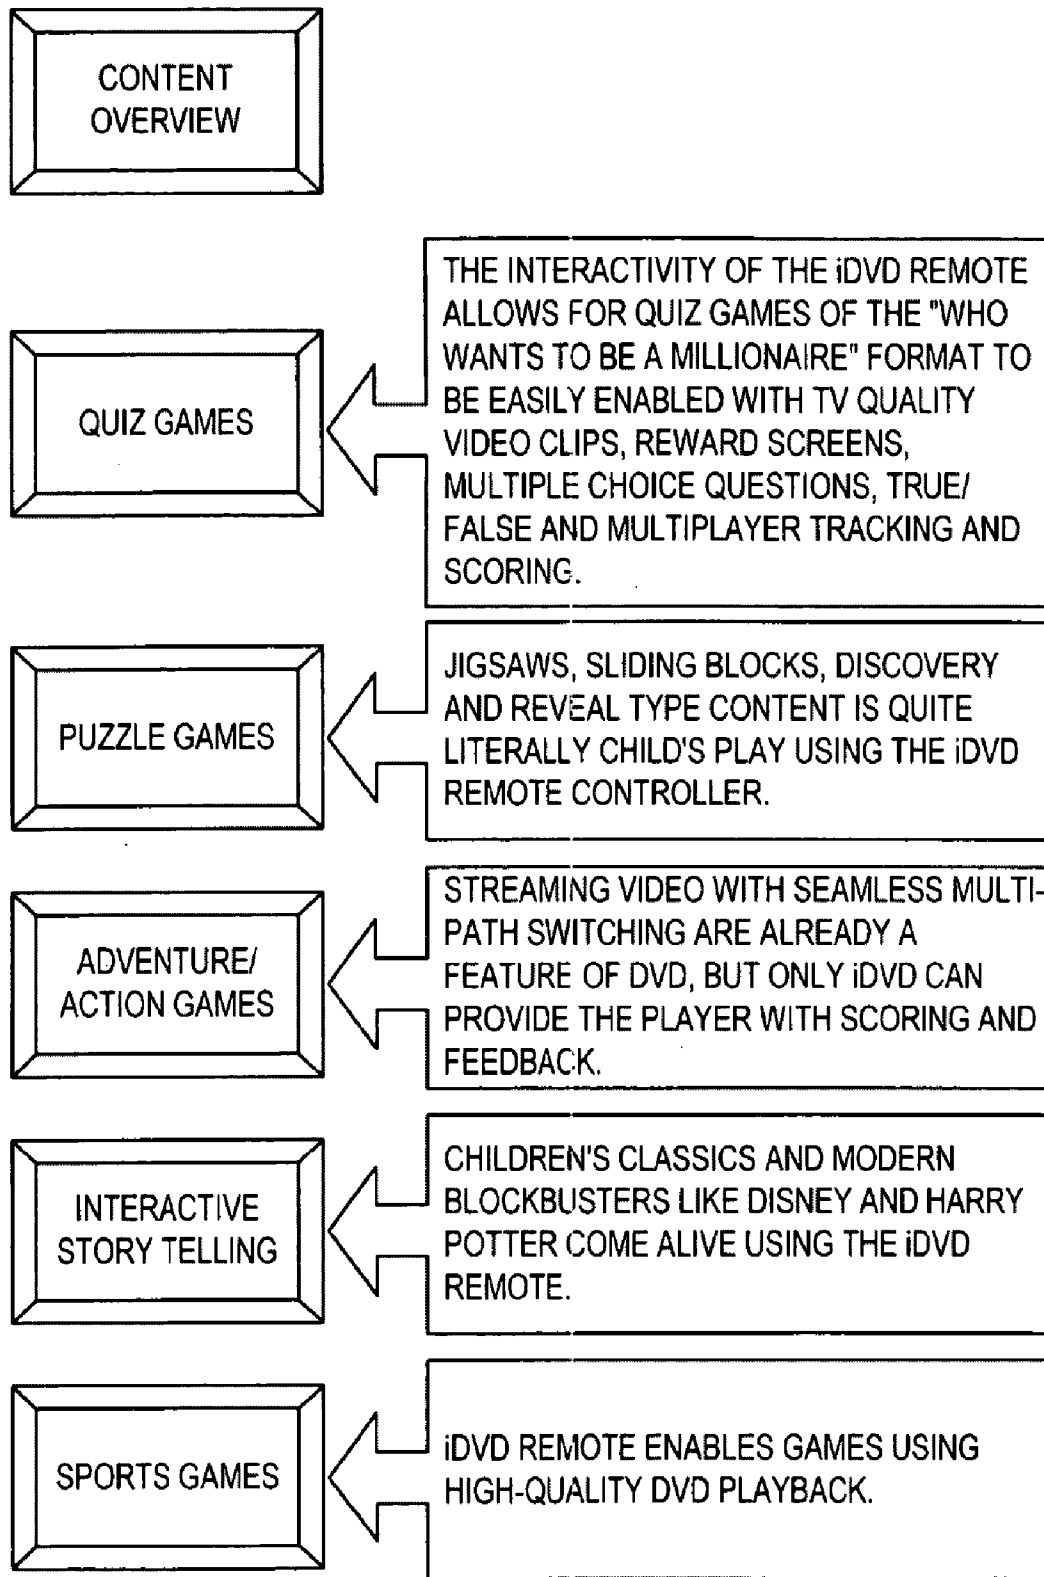 CONTENT
OVERVIEW
QUIZ GAMES
THE INTERACTIVITY OF THE iDVD REMOTE
ALLOWS FOR QUIZ GAMES OF THE "WHO
WANTS TO BE A MILLIONAIRE" FORMAT TO
BE EASILY ENABLED WITH TV QUALITY
VIDEO CLIPS, REWARD SCREENS,
MULTIPLE CHOICE QUESTIONS, TRUE/
FALSE AND MULTIPLAYER TRACKING AND
SCORING.
PUZZLE GAMES
JIGSAWS, SLIDING BLOCKS, DISCOVERY
AND REVEAL TYPE CONTENT IS QUITE
LITERALLY CHILD'S PLAY USING THE iDVD
REMOTE CONTROLLER.
ADVENTURE/
ACTION GAMES
STREAMING VIDEO WITH SEAMLESS MULTI-
PATH SWITCHING ARE ALREADY A
FEATURE OF DVD, BUT ONLY iDVD CAN
PROVIDE THE PLAYER WITH SCORING AND
FEEDBACK.
INTERACTIVE
STORY TELLING
CHILDREN'S CLASSICS AND MODERN
BLOCKBUSTERS LIKE DISNEY AND HARRY
POTTER COME ALIVE USING THE iDVD
REMOTE.
SPORTS GAMES
iDVD REMOTE ENABLES GAMES USING
HIGH-QUALITY DVD PLAYBACK.